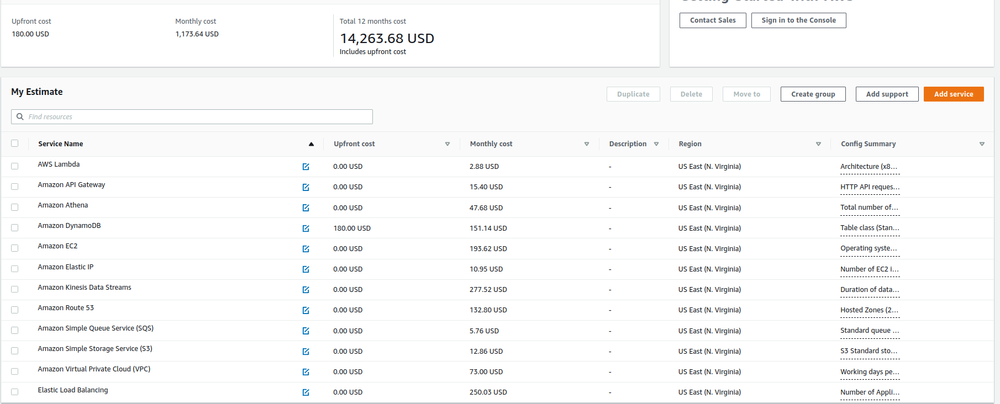 Upfront cost
180.00 USD
Monthly cost
1,173.64 USD
Total 12 months cost
14,263.68 USD
Includes upfront cost
Contact Sales
Sign in to the Console
My Estimate
Duplicate
Delete
Move to
Create group
Add support
Add service
Find resources
Service Name Upfront cost Monthly cost Description Region Config Summary
AWS Lambda 0.00 USD 2.88 USD - US East (N. Virginia) Architecture (x8...
Amazon API Gateway 0.00 USD 15.40 USD - US East (N. Virginia) HTTP API reques...
Amazon Athena 0.00 USD 47.68 USD - US East (N. Virginia) Total number of...
Amazon DynamoDB 180.00 USD 151.14 USD - US East (N. Virginia) Table class (Stan...
Amazon EC2 0.00 USD 193.62 USD - US East (N. Virginia) Operating syste...
Amazon Elastic IP 0.00 USD 10.95 USD - US East (N. Virginia) Number of EC2 i...
Amazon Kinesis Data Streams 0.00 USD 277.52 USD - US East (N. Virginia) Duration of data...
Amazon Route 53 0.00 USD 132.80 USD - US East (N. Virginia) Hosted Zones (2...
Amazon Simple Queue Service (SQS) 0.00 USD 5.76 USD - US East (N. Virginia) Standard queue ...
Amazon Simple Storage Service (S3) 0.00 USD 12.86 USD - US East (N. Virginia) S3 Standard sto...
Amazon Virtual Private Cloud (VPC) 0.00 USD 73.00 USD - US East (N. Virginia) Working days pe...
Elastic Load Balancing 0.00 USD 250.03 USD - US East (N. Virginia) Number of Appli...